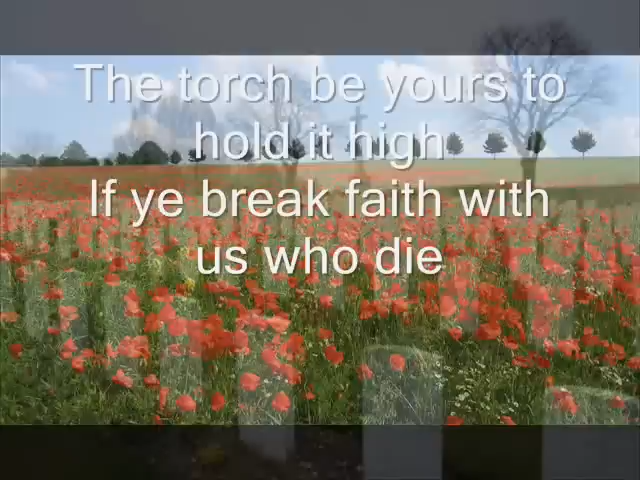 The torch be yours to
hold it high
If ye break faith with
us who die